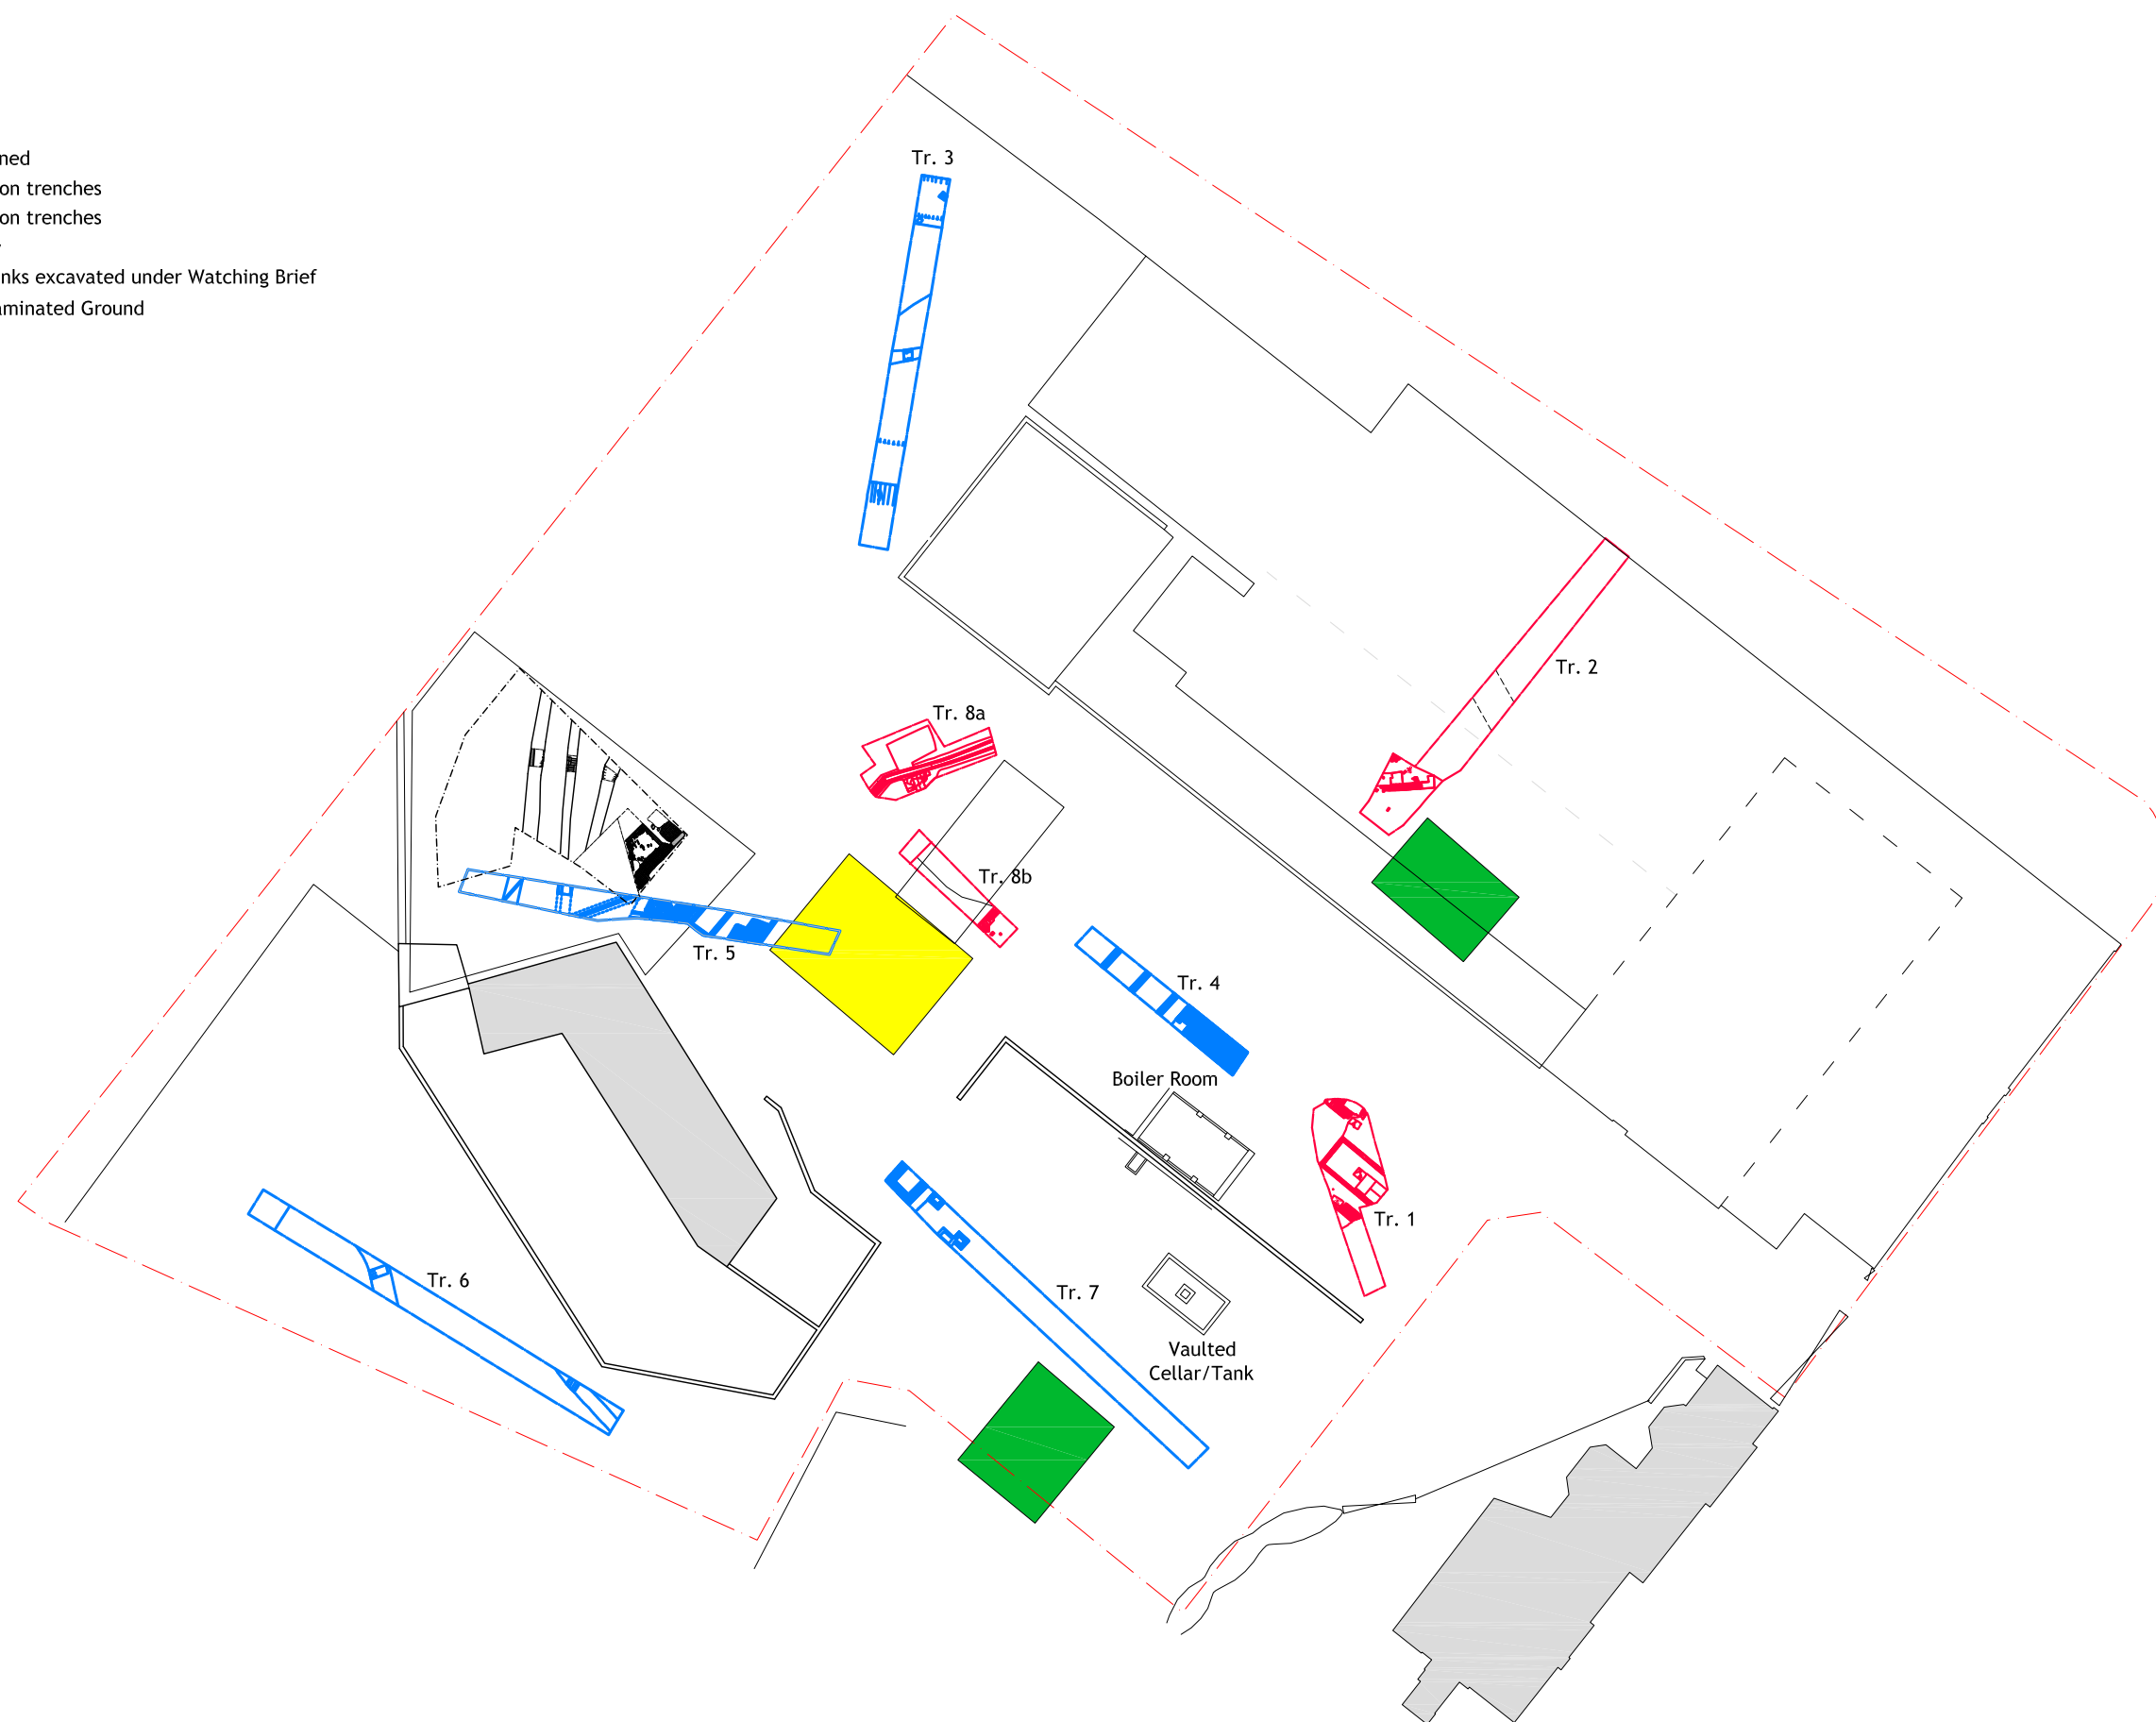 ned
on trenches
on trenches
nks excavated under Watching Brief
aminated Ground
Tr. 3
Tr. 2
Tr. 8a
Tr. 8b
Tr. 5
Tr. 4
Boiler Room
Tr. 1
Tr. 6
Tr. 7
Vaulted
Cellar/Tank